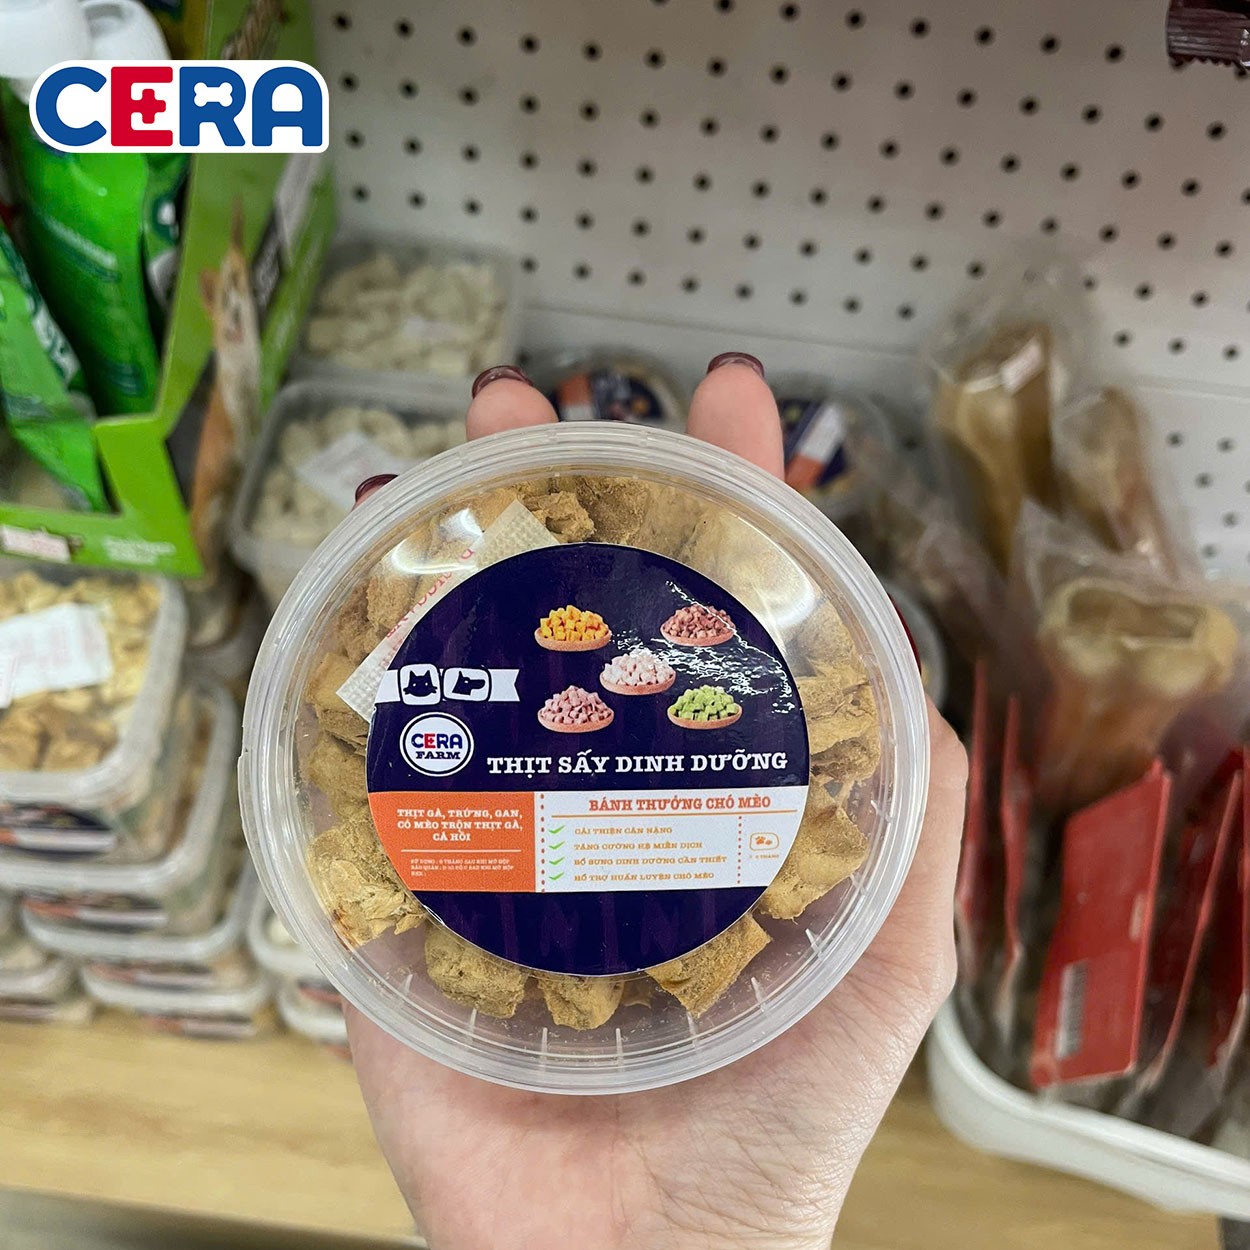 CERA
CERA
FARM
THỊT SẤY DINH DƯỠNG
THỊT GÀ, TRỨNG, GAN,
CỎ MÈO TRỘN THỊT GÀ,
CÁ HỒI
BÁNH THƯỞNG CHÓ MÈO
CẢI THIỆN CÂN NẶNG
TĂNG CƯỜNG HỆ MIỄN DỊCH
BỔ SUNG DINH DƯỠNG CẦN THIẾT
HỖ TRỢ HUẤN LUYỆN CHÓ MÈO